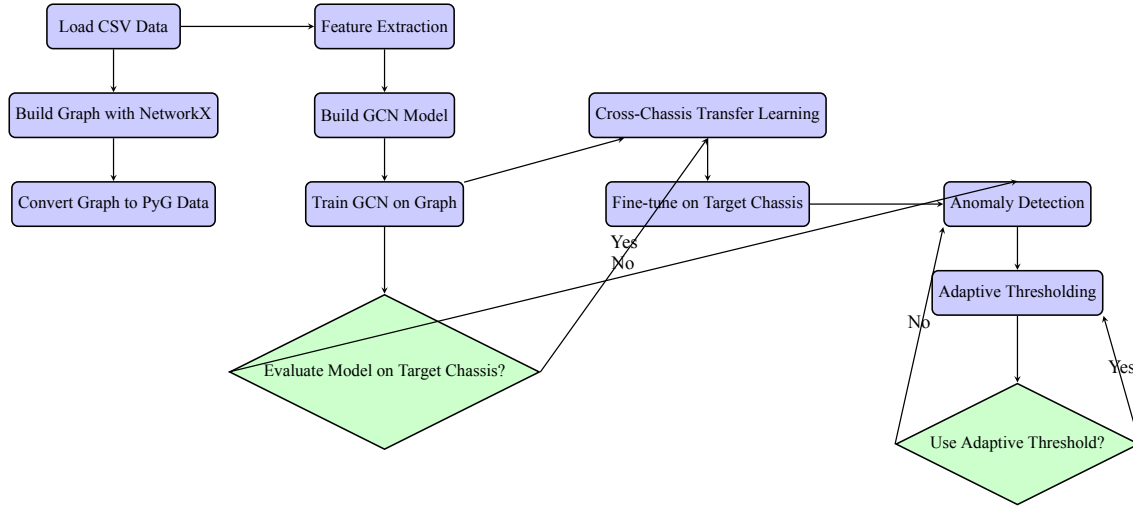 Load CSV Data
Feature Extraction
Build Graph with NetworkX
Build GCN Model
Cross-Chassis Transfer Learning
Convert Graph to PyG Data
Train GCN on Graph
Fine-tune on Target Chassis
Anomaly Detection
Yes
No
Adaptive Thresholding
No
Evaluate Model on Target Chassis?
Yes
Use Adaptive Threshold?